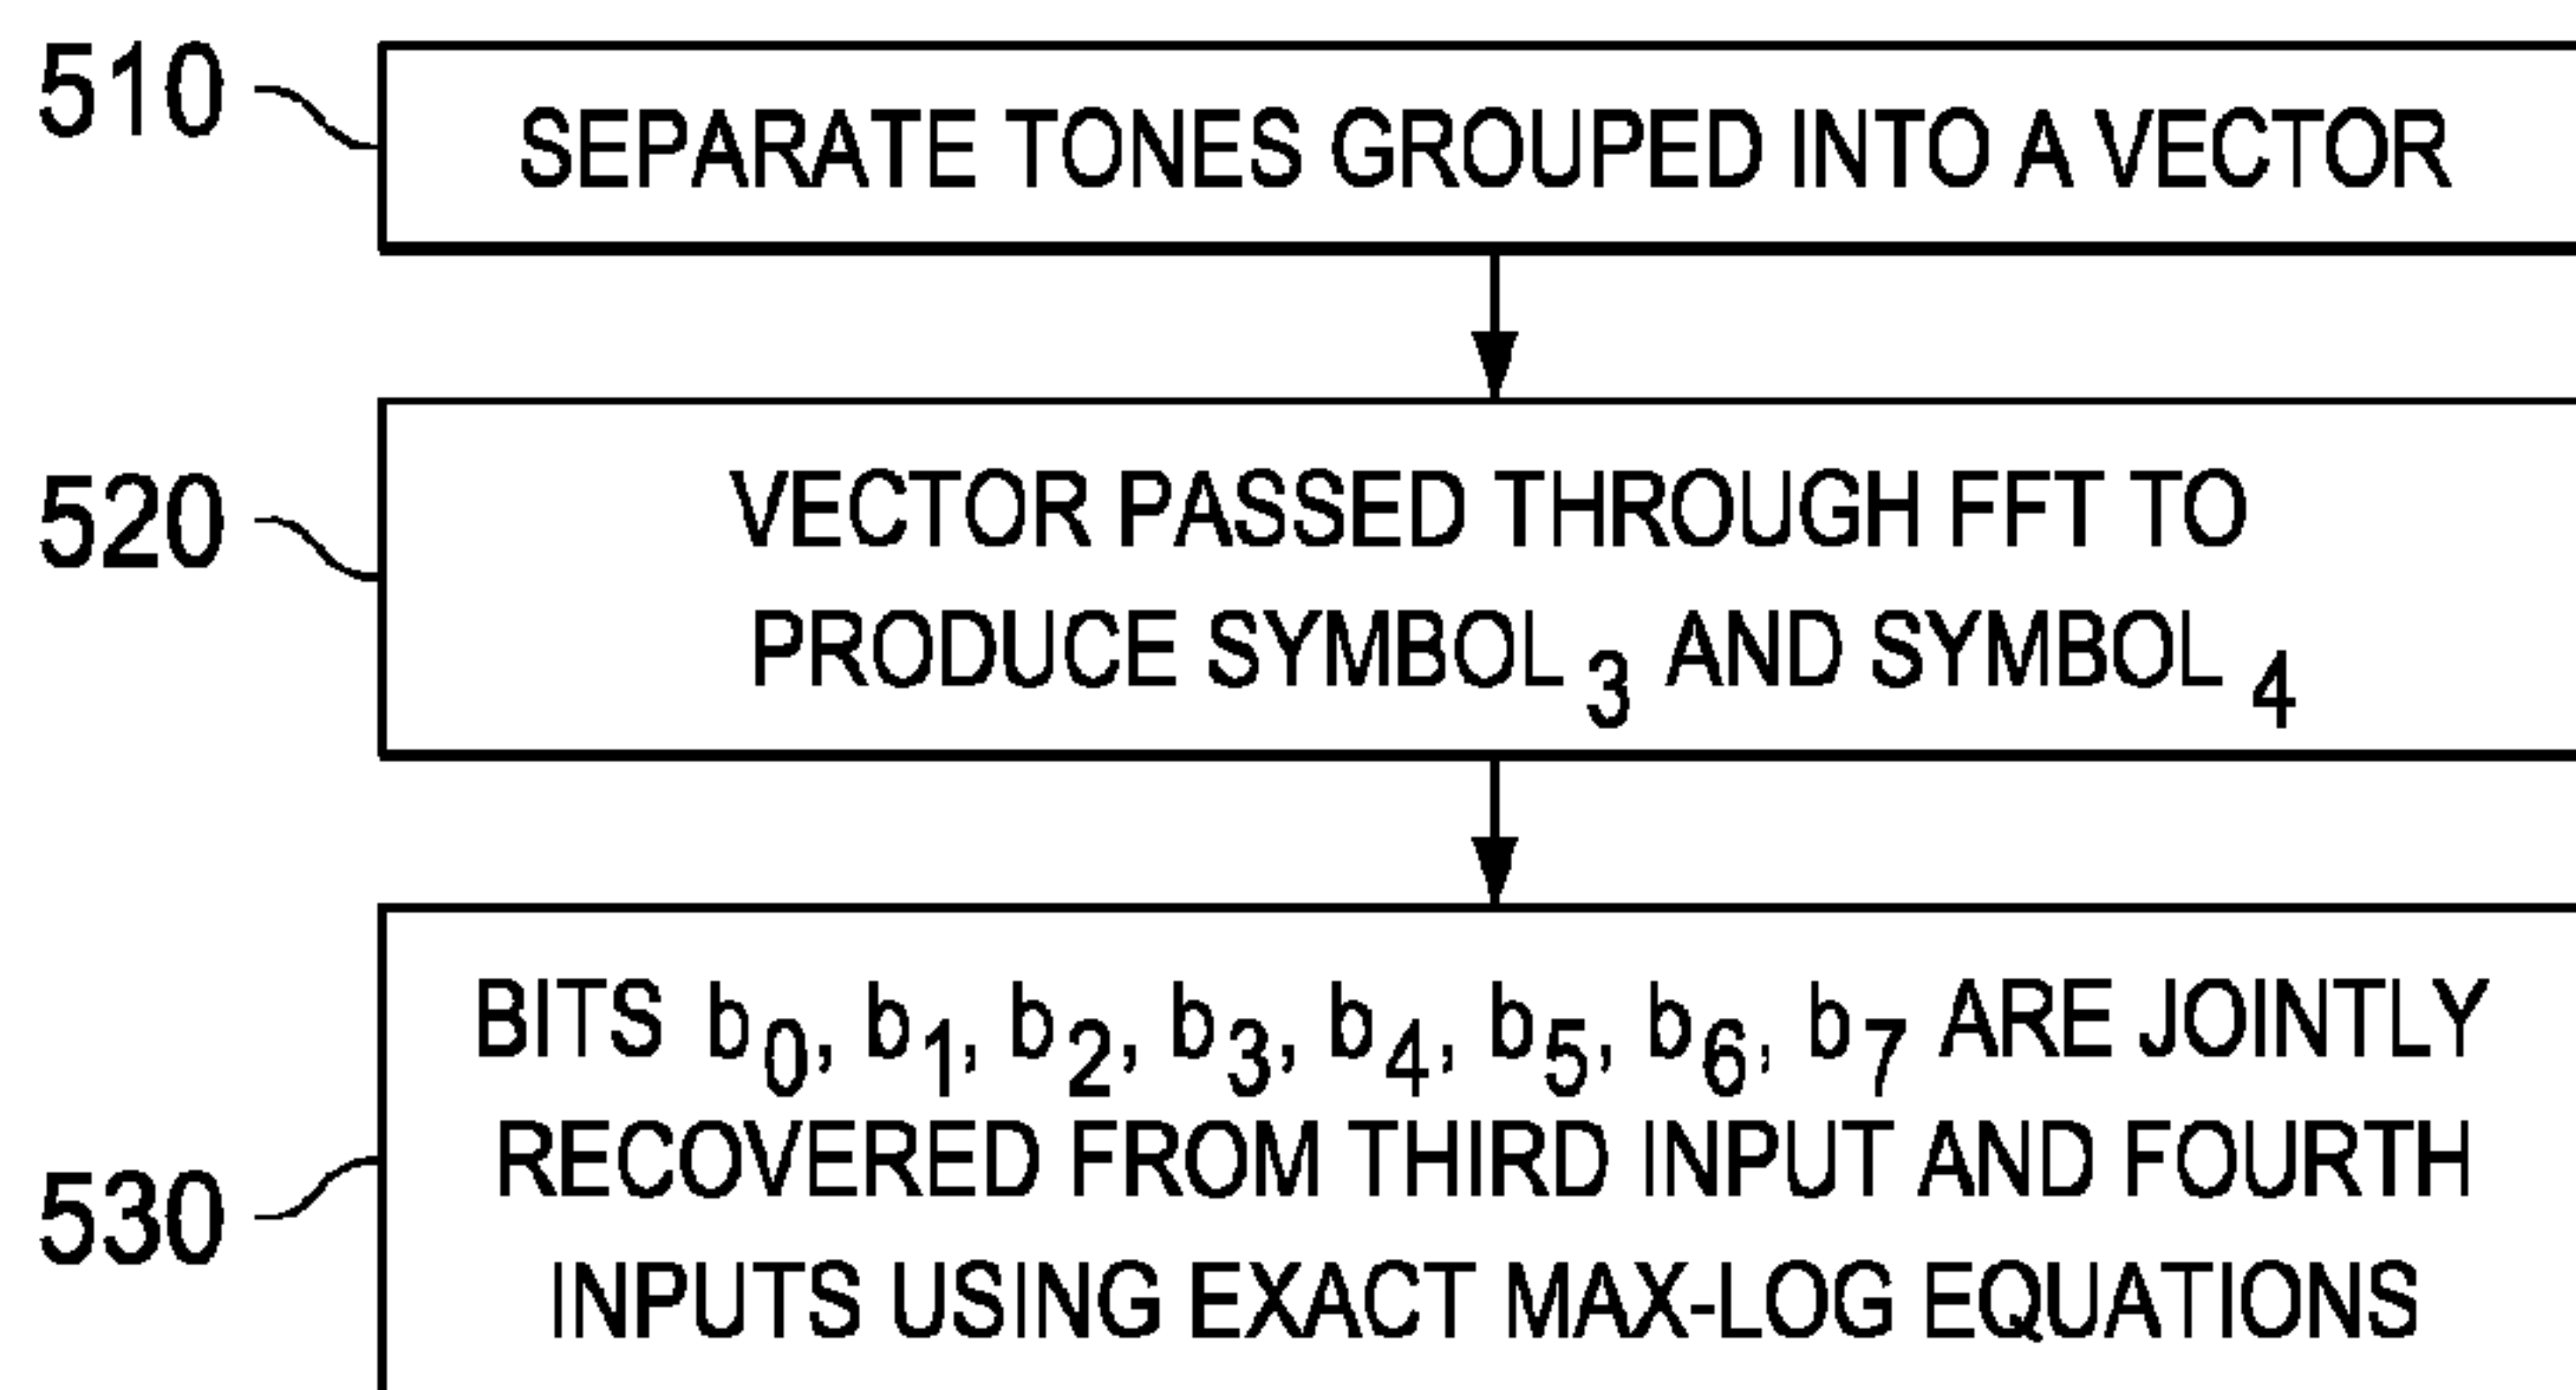 510
SEPARATE TONES GROUPED INTO A VECTOR
520
VECTOR PASSED THROUGH FFT TO
PRODUCE SYMBOL 3 AND SYMBOL 4
530
BITS b0, b1, b2, b3, b4, b5, b6, b7 ARE JOINTLY
RECOVERED FROM THIRD INPUT AND FOURTH
INPUTS USING EXACT MAX-LOG EQUATIONS